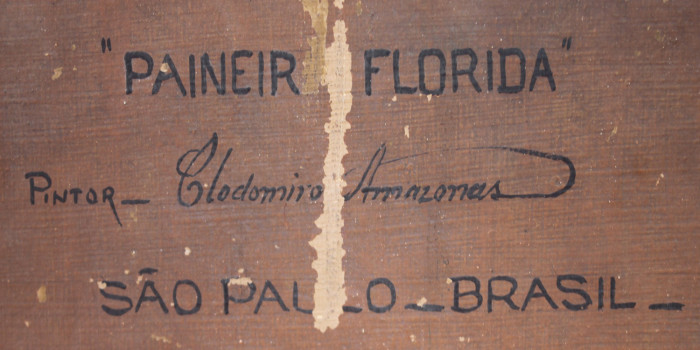 "PAINEIR FLORIDA"
PINTOR_ Clodomiro Amazonas
SÃO PAULO_BRASIL_